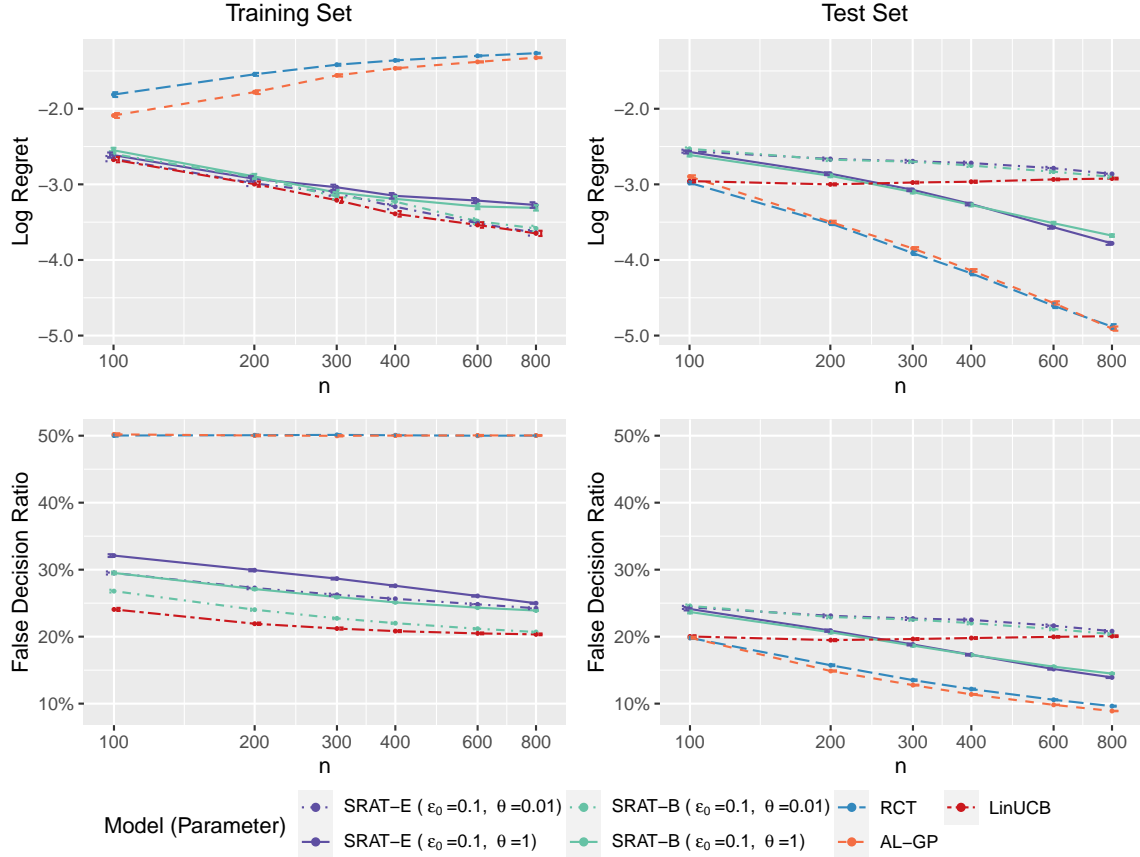 Training Set
Test Set
Log Regret
−2.0
−3.0
−4.0
−5.0
100 200 300 400 600 800
n
Log Regret
−2.0
−3.0
−4.0
−5.0
100 200 300 400 600 800
n
False Decision Ratio
50%
40%
30%
20%
10%
100 200 300 400 600 800
n
False Decision Ratio
50%
40%
30%
20%
10%
100 200 300 400 600 800
n
Model (Parameter)
SRAT−E ( ε₀ =0.1, θ =0.01)
SRAT−E ( ε₀ =0.1, θ =1)
SRAT−B ( ε₀ =0.1, θ =0.01)
SRAT−B ( ε₀ =0.1, θ =1)
RCT
AL−GP
LinUCB